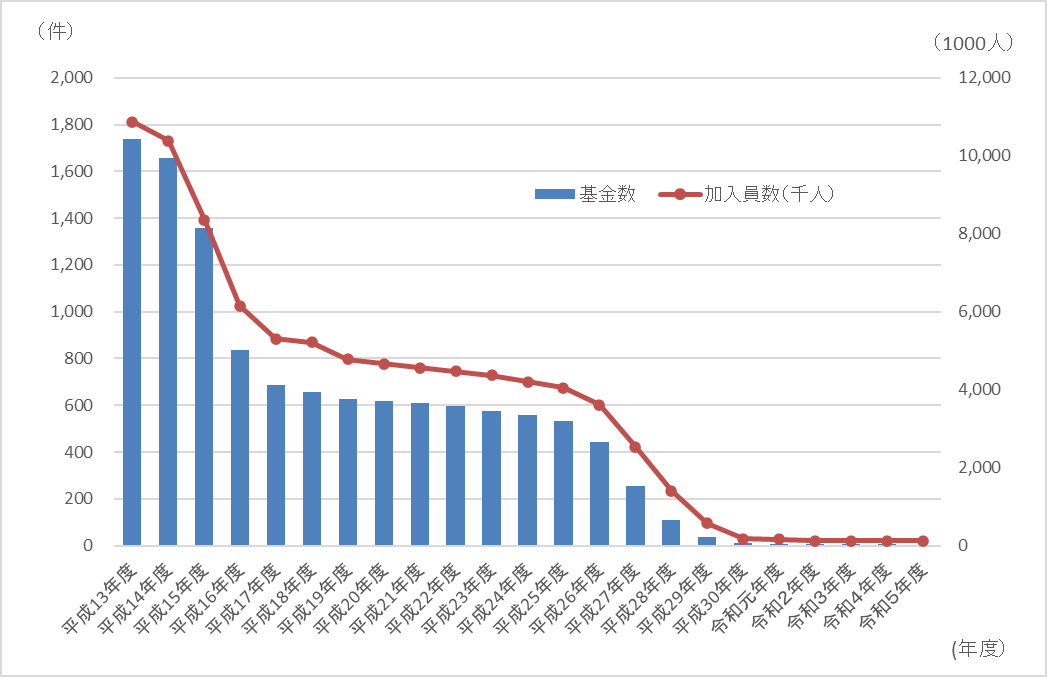 （件）
（1000人）
2,000
1,800
1,600
1,400
1,200
1,000
800
600
400
200
0
12,000
10,000
8,000
6,000
4,000
2,000
0
基金数
加入員数（千人）
平成13年度
平成14年度
平成15年度
平成16年度
平成17年度
平成18年度
平成19年度
平成20年度
平成21年度
平成22年度
平成23年度
平成24年度
平成25年度
平成26年度
平成27年度
平成28年度
平成29年度
平成30年度
令和元年度
令和2年度
令和3年度
令和4年度
令和5年度
(年度）